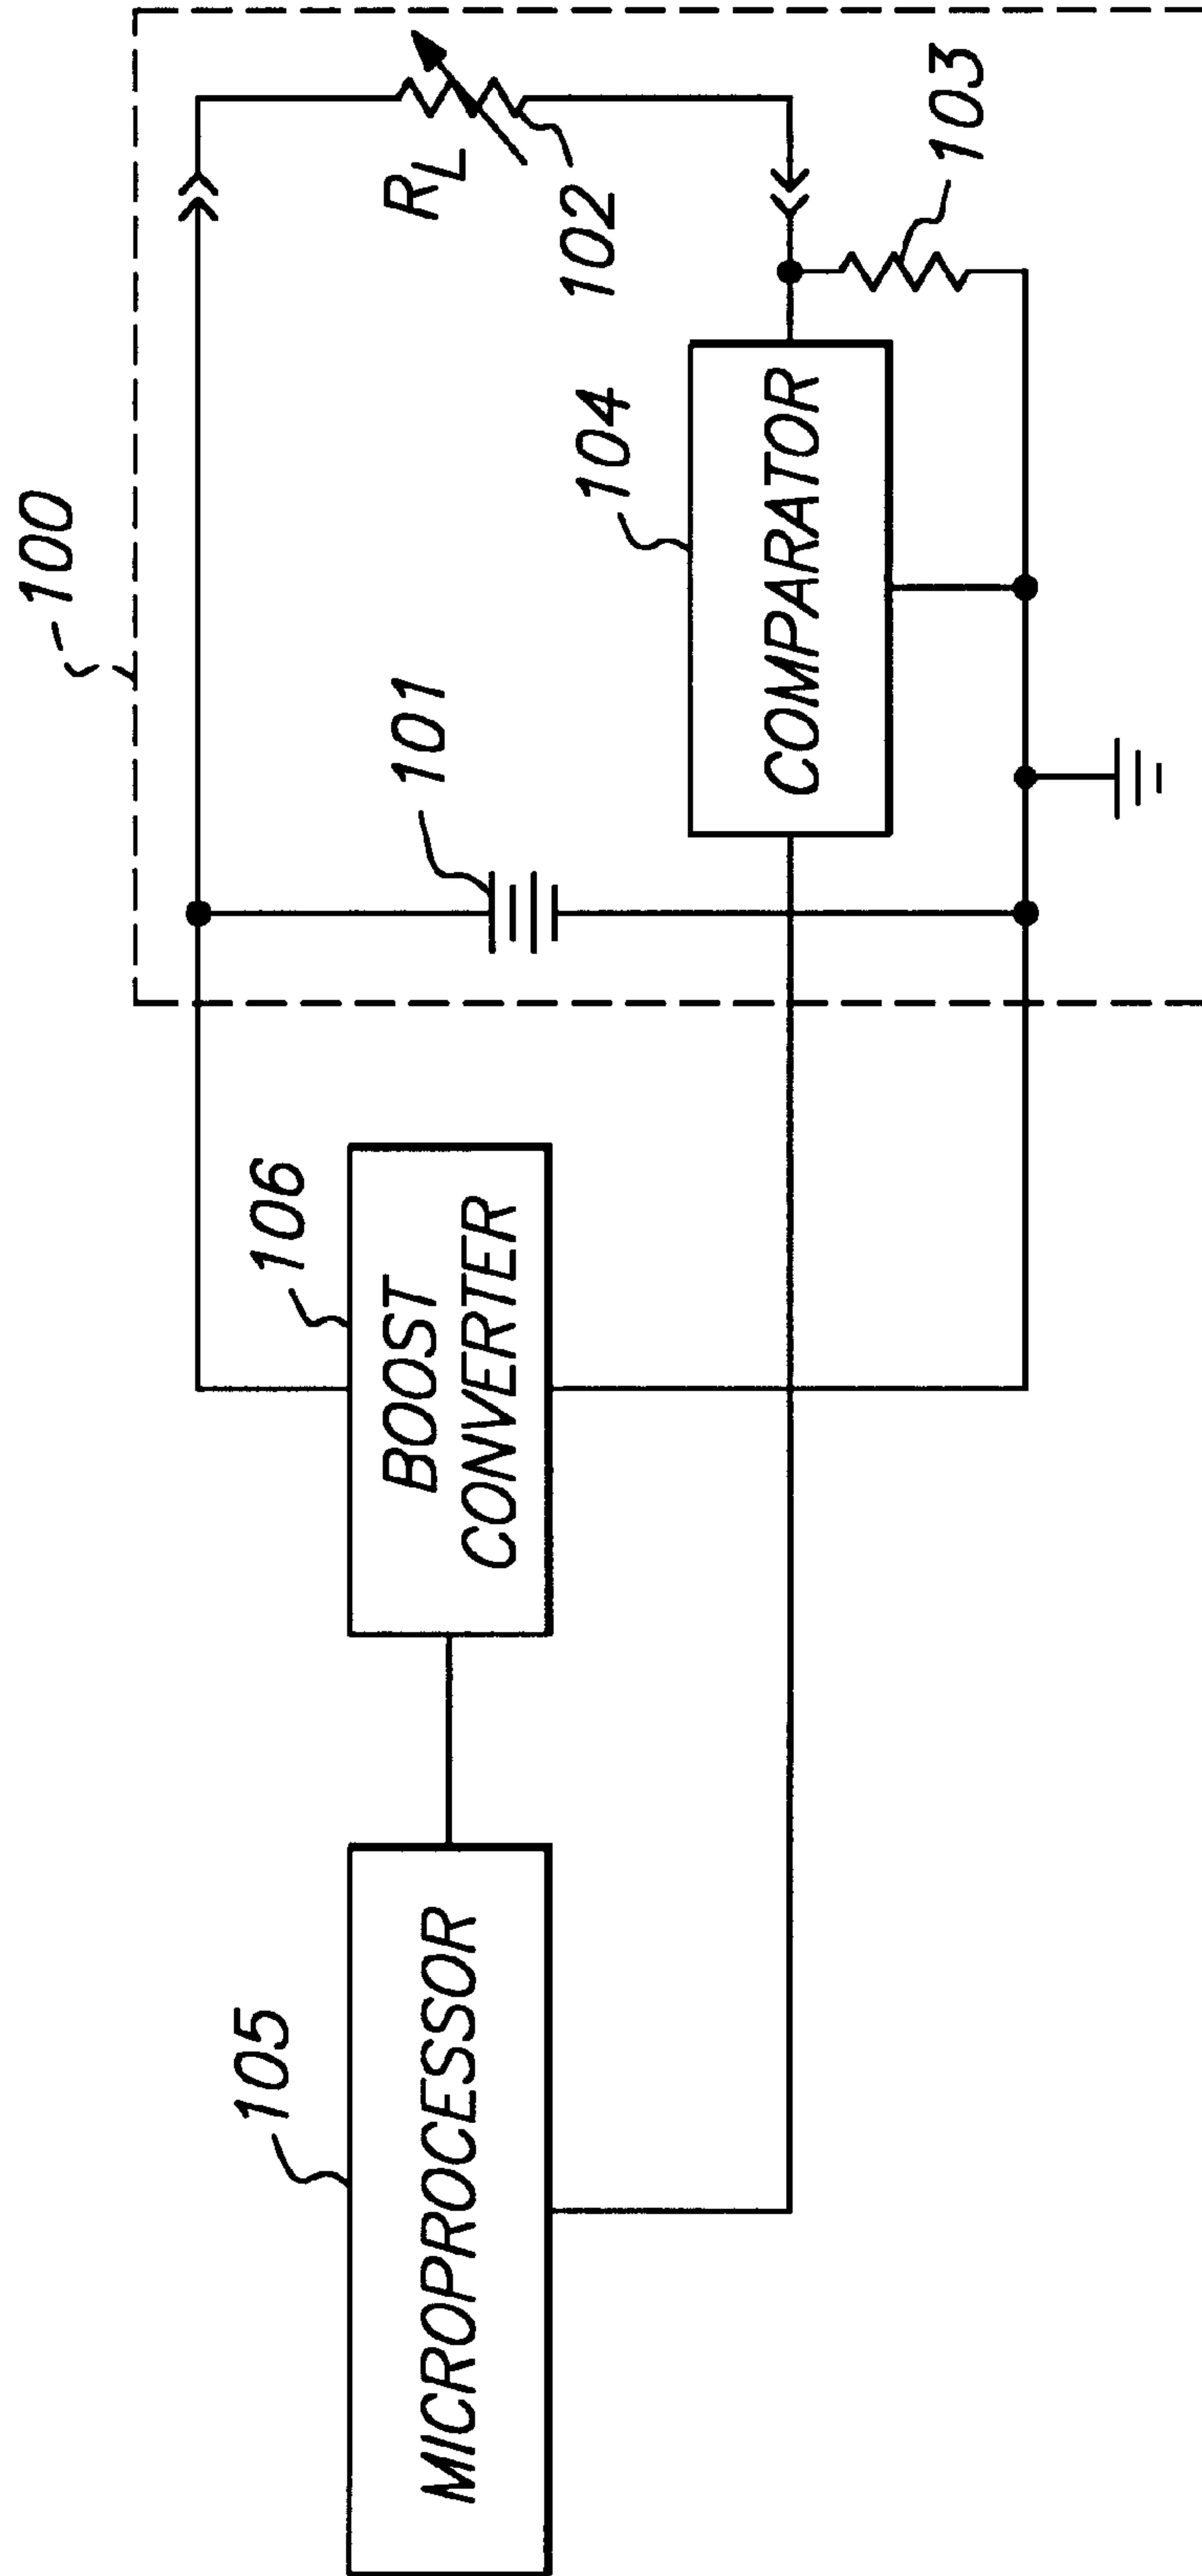 100
101
R_L
102
103
104
COMPARATOR
106
BOOST
CONVERTER
105
MICROPROCESSOR